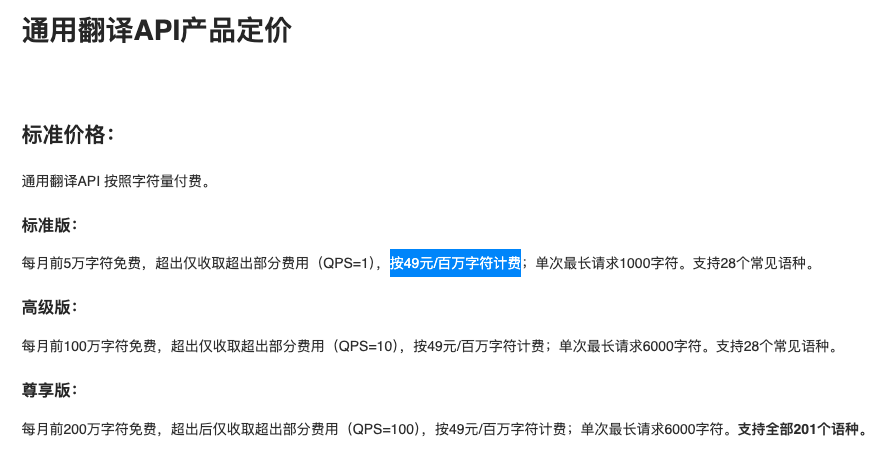 通用翻译API产品定价
标准价格：
通用翻译API 按照字符量付费。
标准版：
每月前5万字符免费，超出仅收取超出部分费用（QPS=1），按49元/百万字符计费；单次最长请求1000字符。支持28个常见语种。
高级版：
每月前100万字符免费，超出仅收取超出部分费用（QPS=10），按49元/百万字符计费；单次最长请求6000字符。支持28个常见语种。
尊享版：
每月前200万字符免费，超出后仅收取超出部分费用（QPS=100），按49元/百万字符计费；单次最长请求6000字符。支持全部201个语种。